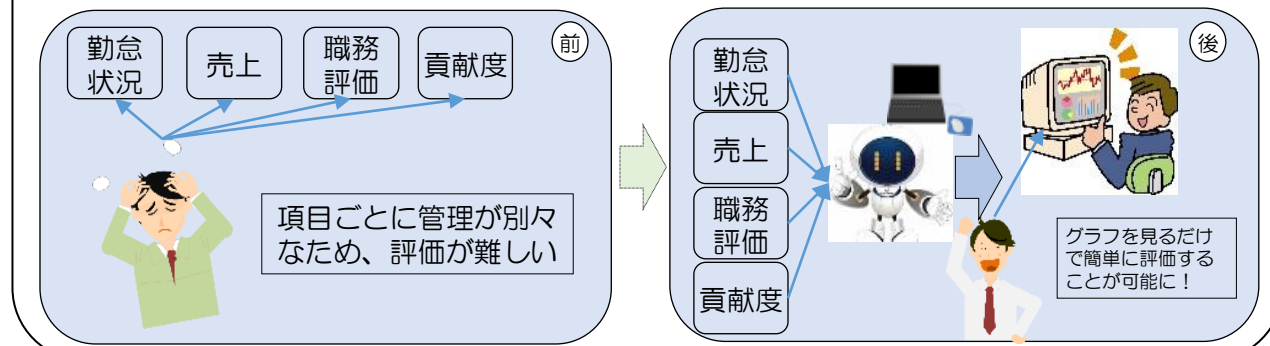 勤怠
状況
売上
職務
評価
貢献度
前
項目ごとに管理が別々
なため、評価が難しい
後
勤怠
状況
売上
職務
評価
貢献度
グラフを見るだけ
で簡単に評価する
ことが可能に！